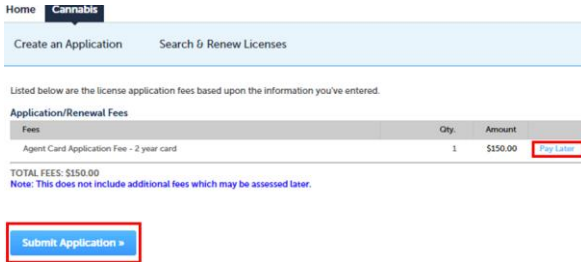 Home Cannabis
Create an Application Search & Renew Licenses
Listed below are the license application fees based upon the information you've entered.
Application/Renewal Fees
Fees Qty. Amount
Agent Card Application Fee - 2 year card 1 $150.00 Pay Later
TOTAL FEES: $150.00
Note: This does not include additional fees which may be assessed later.
Submit Application »